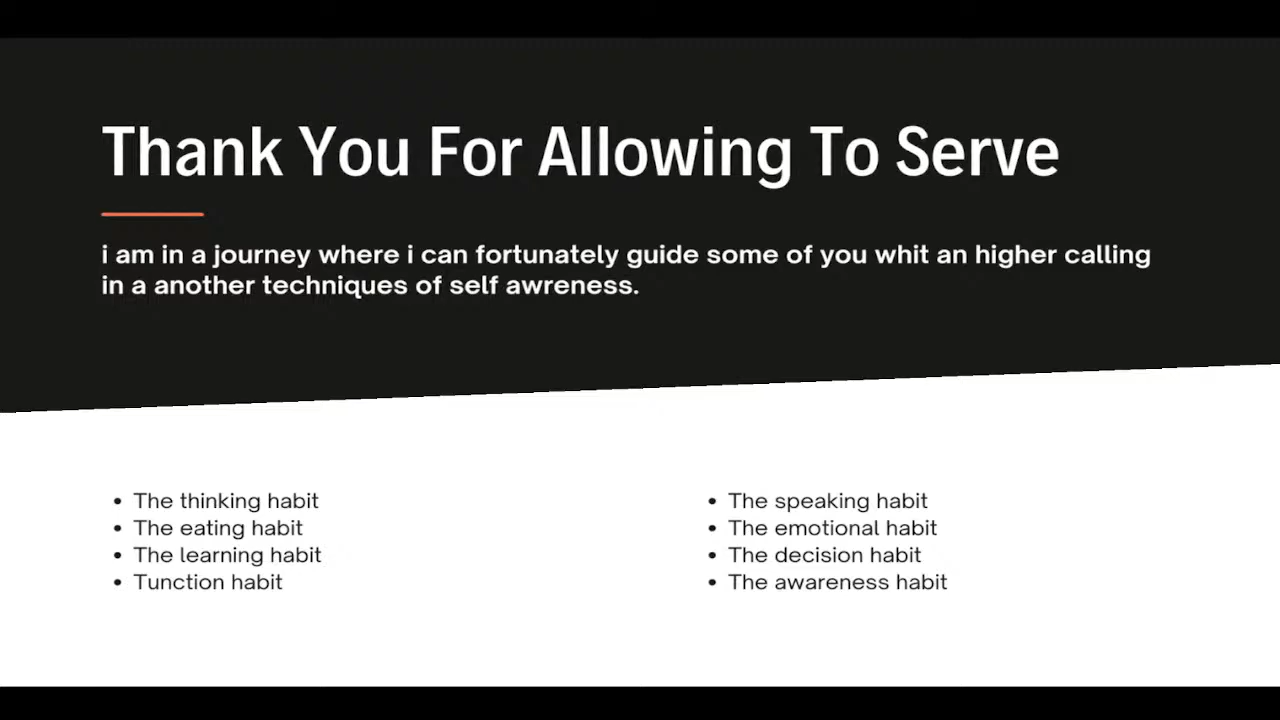 Thank You For Allowing To Serve
i am in a journey where i can fortunately guide some of you whit an higher calling
in a another techniques of self awreness.
• The thinking habit
• The eating habit
• The learning habit
• Tunction habit
• The speaking habit
• The emotional habit
• The decision habit
• The awareness habit